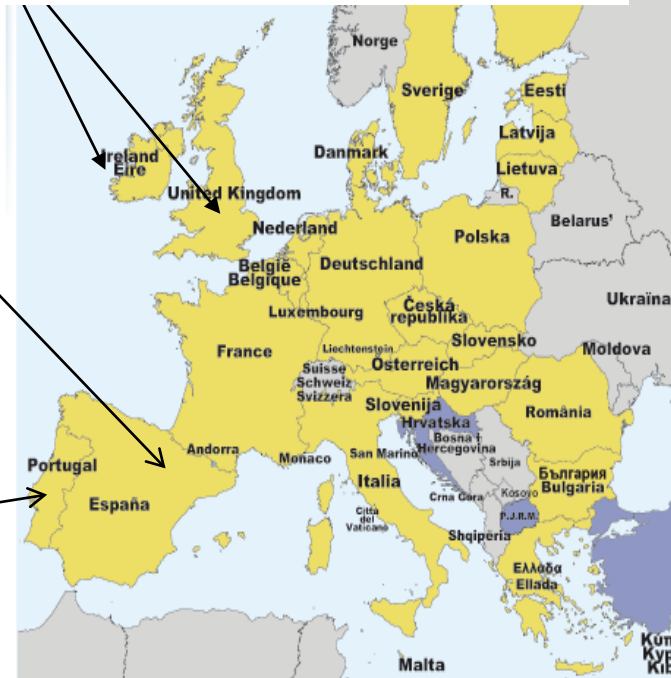 Norge
Sverige
Eesti
Latvija
Lietuva
R.
Danmark
Ireland
Éire
United Kingdom
Nederland
Belarus'
Polska
België
Belgique
Deutschland
Luxembourg
Česká
republika
Ukraïna
Slovensko
Moldova
France
Liechtenstein
Österreich
Suisse
Schweiz
Svizzera
Magyarország
Slovenija
Hrvatska
România
Bosna i
Hercegovina
Srbija
Andorra
Monaco
San Marino
Portugal
España
Italia
Crna Gora
Kosovo
България
Bulgaria
Città
del
Vaticano
P.J.R.M.
Shqipëria
Ελλάδα
Ellada
Malta